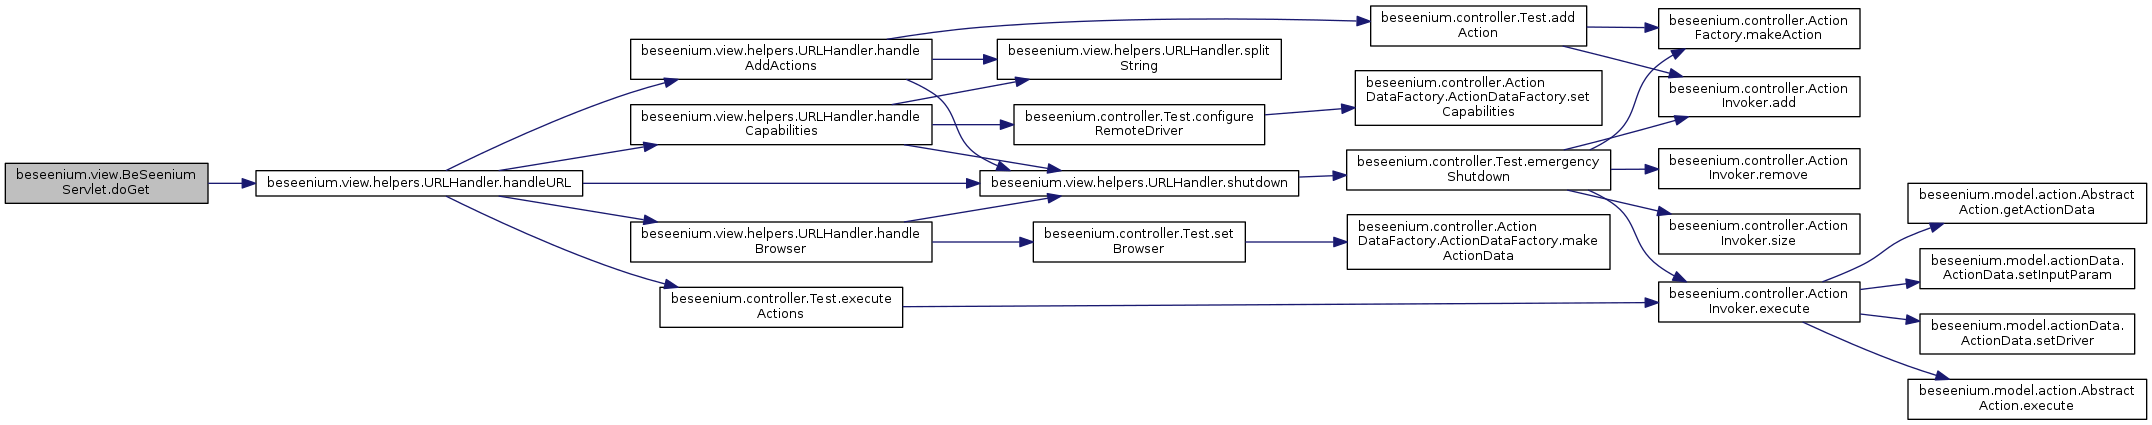 beseenium.view.BeSeenium
Servlet.doGet
beseenium.view.helpers.URLHandler.handleURL
beseenium.view.helpers.URLHandler.handle
AddActions
beseenium.view.helpers.URLHandler.handle
Capabilities
beseenium.view.helpers.URLHandler.handle
Browser
beseenium.controller.Test.execute
Actions
beseenium.view.helpers.URLHandler.split
String
beseenium.controller.Test.configure
RemoteDriver
beseenium.view.helpers.URLHandler.shutdown
beseenium.controller.Test.set
Browser
beseenium.controller.Test.add
Action
beseenium.controller.Action
DataFactory.ActionDataFactory.set
Capabilities
beseenium.controller.Test.emergency
Shutdown
beseenium.controller.Action
DataFactory.ActionDataFactory.make
ActionData
beseenium.controller.Action
Factory.makeAction
beseenium.controller.Action
Invoker.add
beseenium.controller.Action
Invoker.remove
beseenium.controller.Action
Invoker.size
beseenium.controller.Action
Invoker.execute
beseenium.model.action.Abstract
Action.getActionData
beseenium.model.actionData.
ActionData.setInputParam
beseenium.model.actionData.
ActionData.setDriver
beseenium.model.action.Abstract
Action.execute